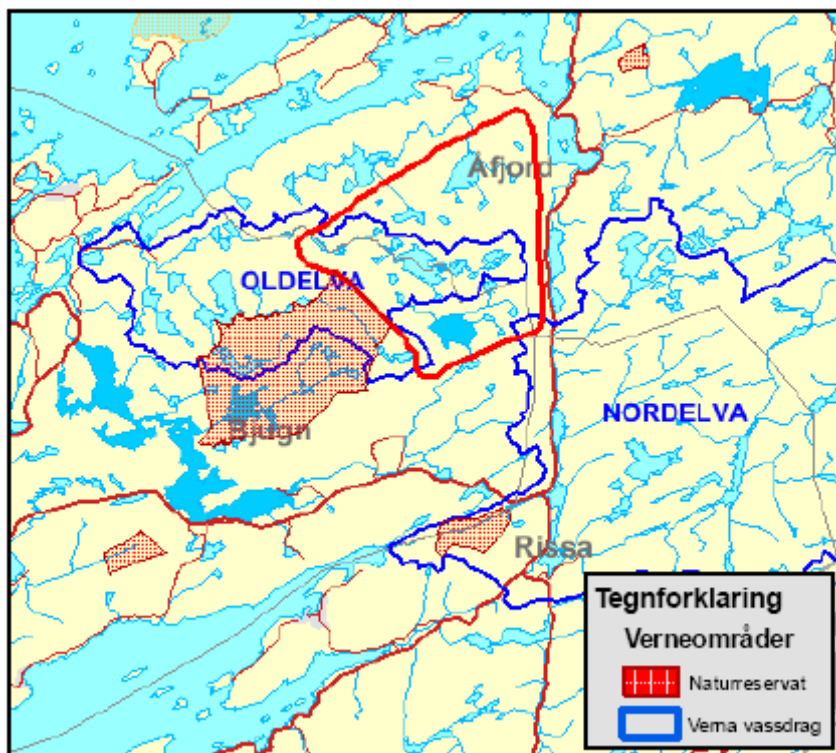 Åfjord
OLDELVA
NORDELVA
Bjugn
Rissa
Tegnforklaring
Verneområder
Naturreservat
Verna vassdrag